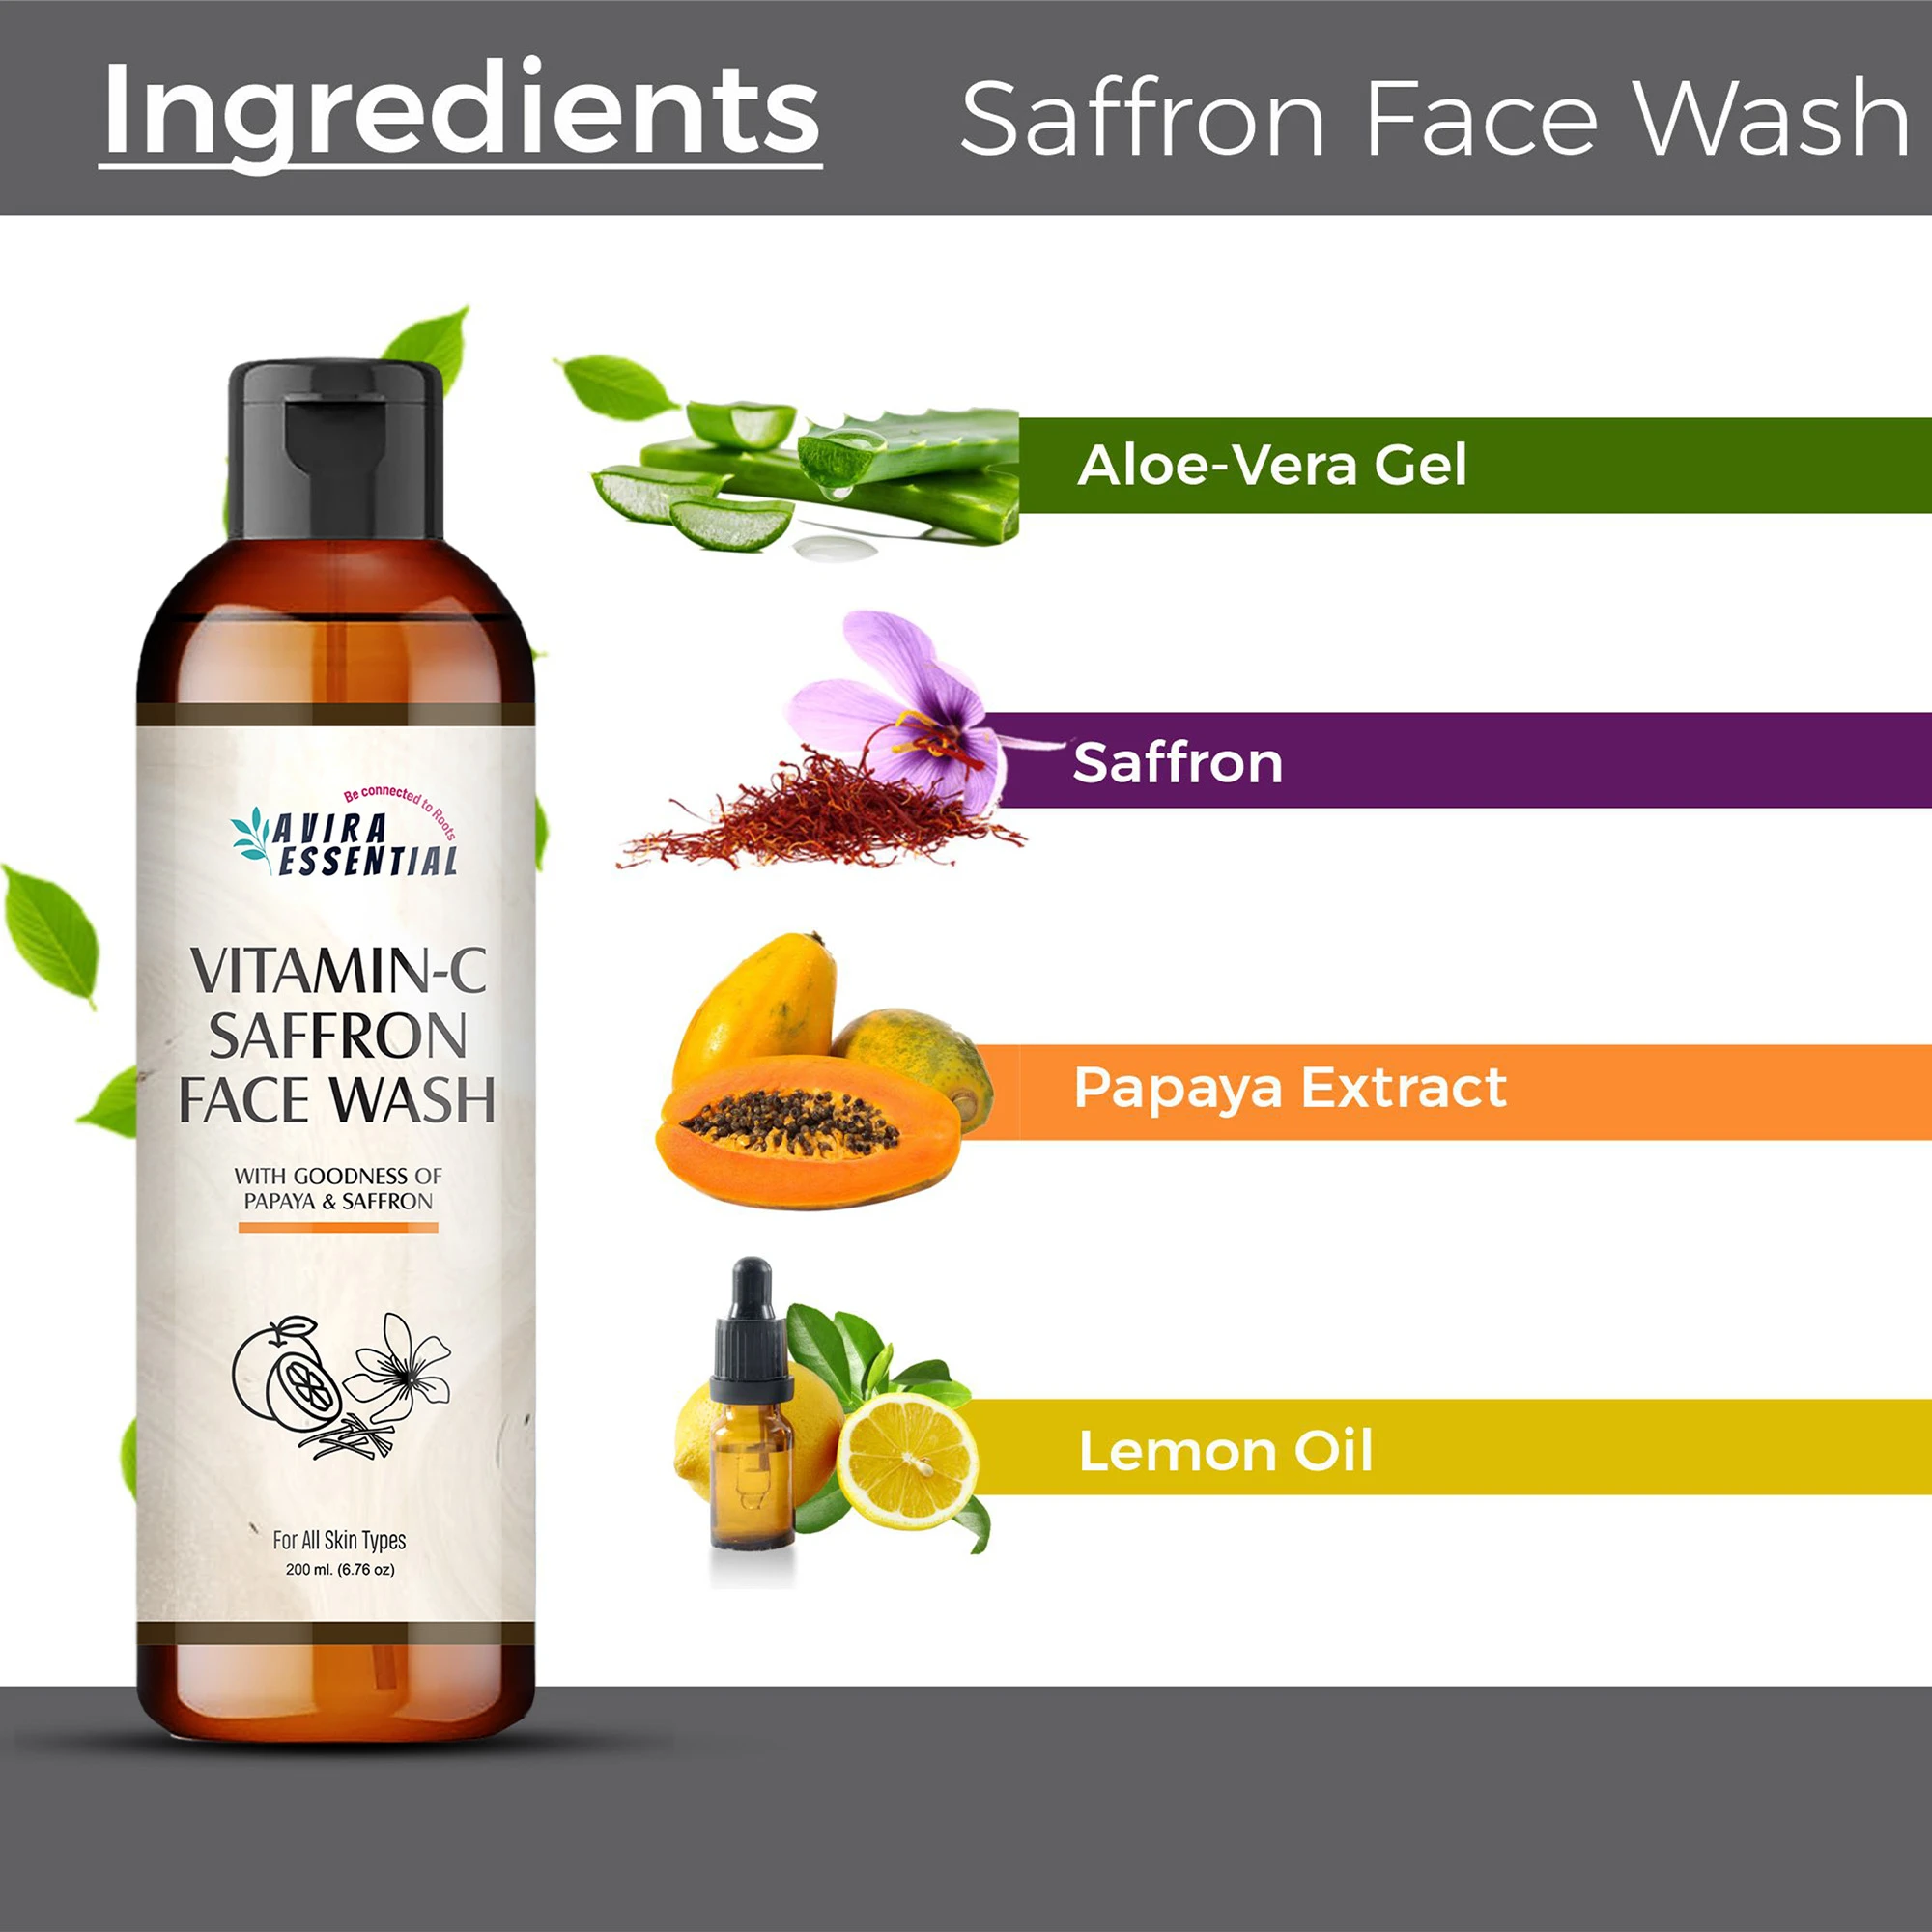 Ingredients Saffron Face Wash
Aloe-Vera Gel
Saffron
Papaya Extract
Lemon Oil
Be connected to Roots
AVIRA
ESSENTIAL
VITAMIN-C
SAFFRON
FACE WASH
WITH GOODNESS OF
PAPAYA & SAFFRON
For All Skin Types
200 ml. (6.76 oz)